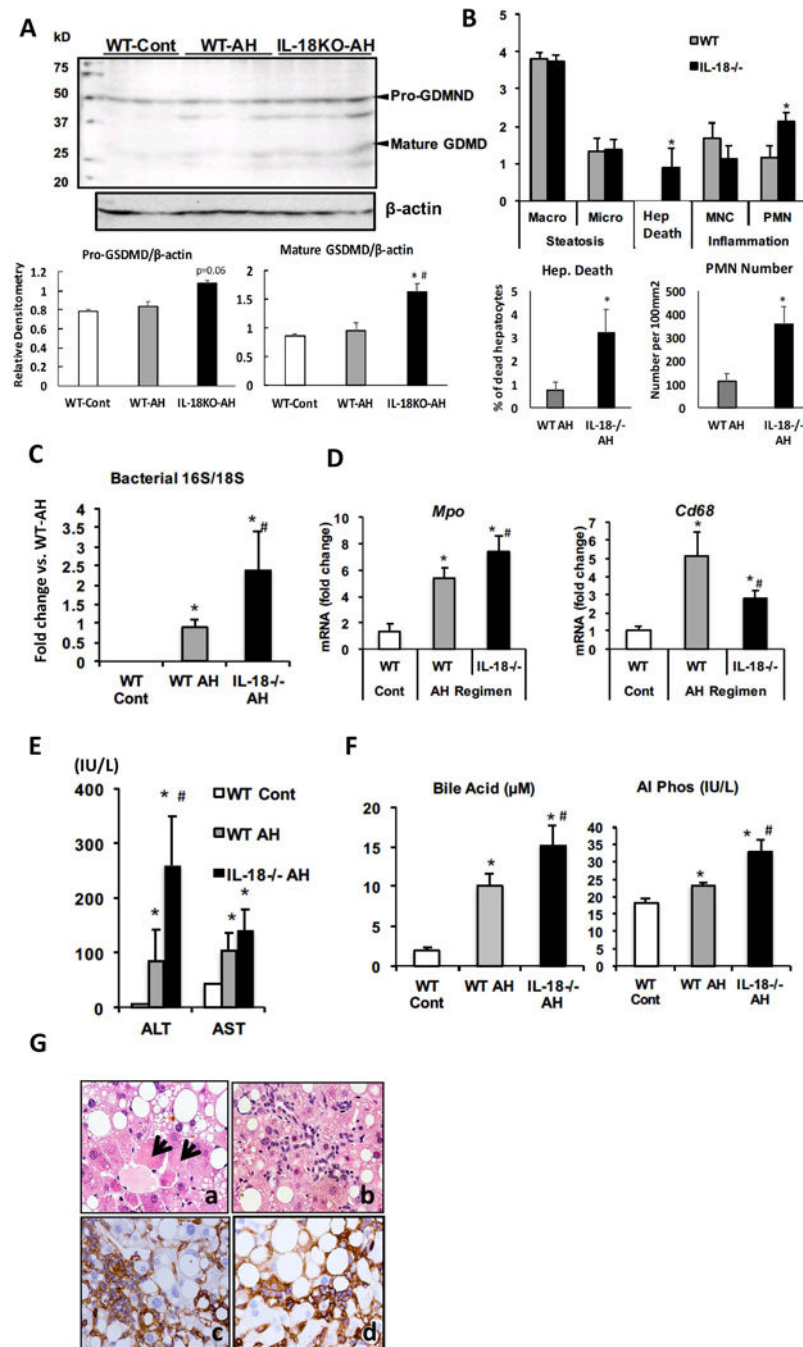 A
kD
WT-Cont WT-AH IL-18KO-AH
75
50
37
25
20
Pro-GDMND
Mature GDMD
β-actin
Pro-GSDMD/β-actin
Relative Densitometry
1.2
1
0.8
0.6
0.4
0.2
0
p=0.06
WT-Cont WT-AH IL-18KO-AH
Mature GSDMD/β-actin
2
1.5
1
0.5
0
* #
WT-Cont WT-AH IL-18KO-AH
B
5
4
3
2
1
0
WT
IL-18-/-
*
*
Macro Micro Hep Death MNC PMN
Steatosis Inflammation
Hep. Death
% of dead hepatocytes
5
4
3
2
1
0
*
WT AH IL-18-/-
AH
PMN Number
Number per 100mm2
500
400
300
200
100
0
*
WT AH IL-18-/-
AH
C
Bacterial 16S/18S
Fold change vs. WT-AH
4
3.5
3
2.5
2
1.5
1
0.5
0
*
* #
WT Cont
WT AH
IL-18-/- AH
D
Mpo
mRNA (fold change)
10
8
6
4
2
0
*
* #
WT WT IL-18-/-
Cont AH Regimen
Cd68
mRNA (fold change)
7
6
5
4
3
2
1
0
*
* #
WT WT IL-18-/-
Cont AH Regimen
E
(IU/L)
400
300
200
100
0
WT Cont
WT AH
IL-18-/- AH
*
* #
*
*
ALT AST
F
Bile Acid (μM)
20
15
10
5
0
*
* #
WT Cont
WT AH
IL-18-/- AH
Al Phos (IU/L)
40
35
30
25
20
15
10
5
0
*
* #
WT Cont
WT AH
IL-18-/- AH
G
a
b
c
d